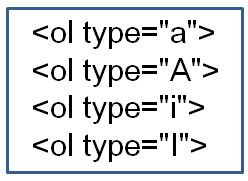 <ol type="a">
<ol type="A">
<ol type="i">
<ol type="I">